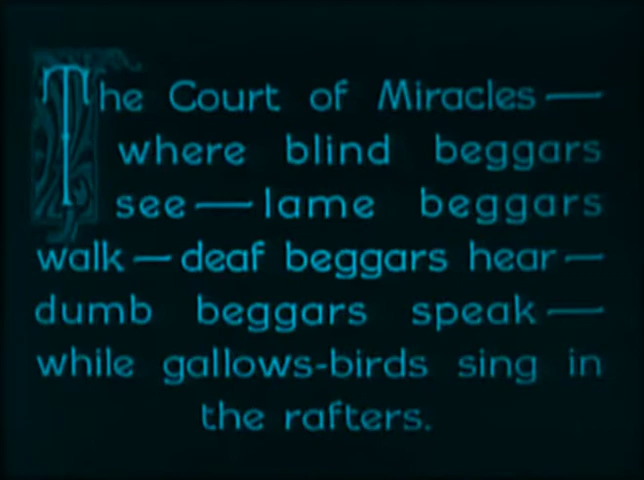 The Court of Miracles—
where blind beggars
see—lame beggars
walk—deaf beggars hear—
dumb beggars speak—
while gallows-birds sing in
the rafters.